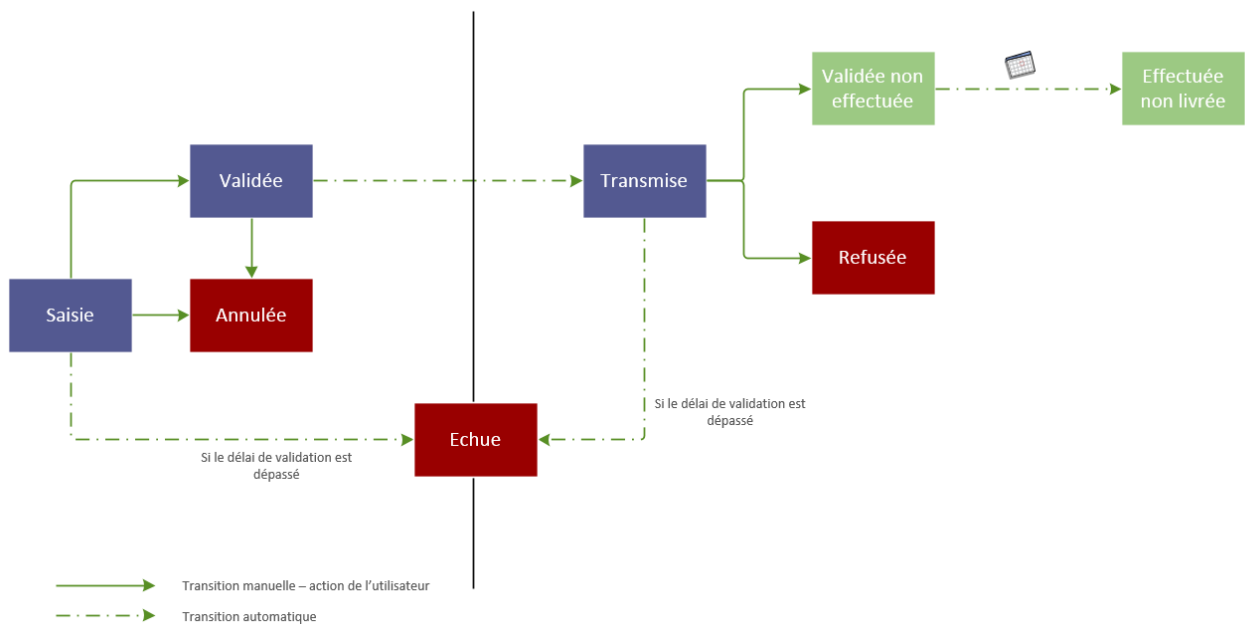 Validée non
effectuée
Effectuée
non livrée
Validée
Transmise
Refusée
Saisie
Annulée
Echue
Si le délai de validation est
dépassé
Si le délai de validation est
dépassé
Transition manuelle – action de l'utilisateur
Transition automatique